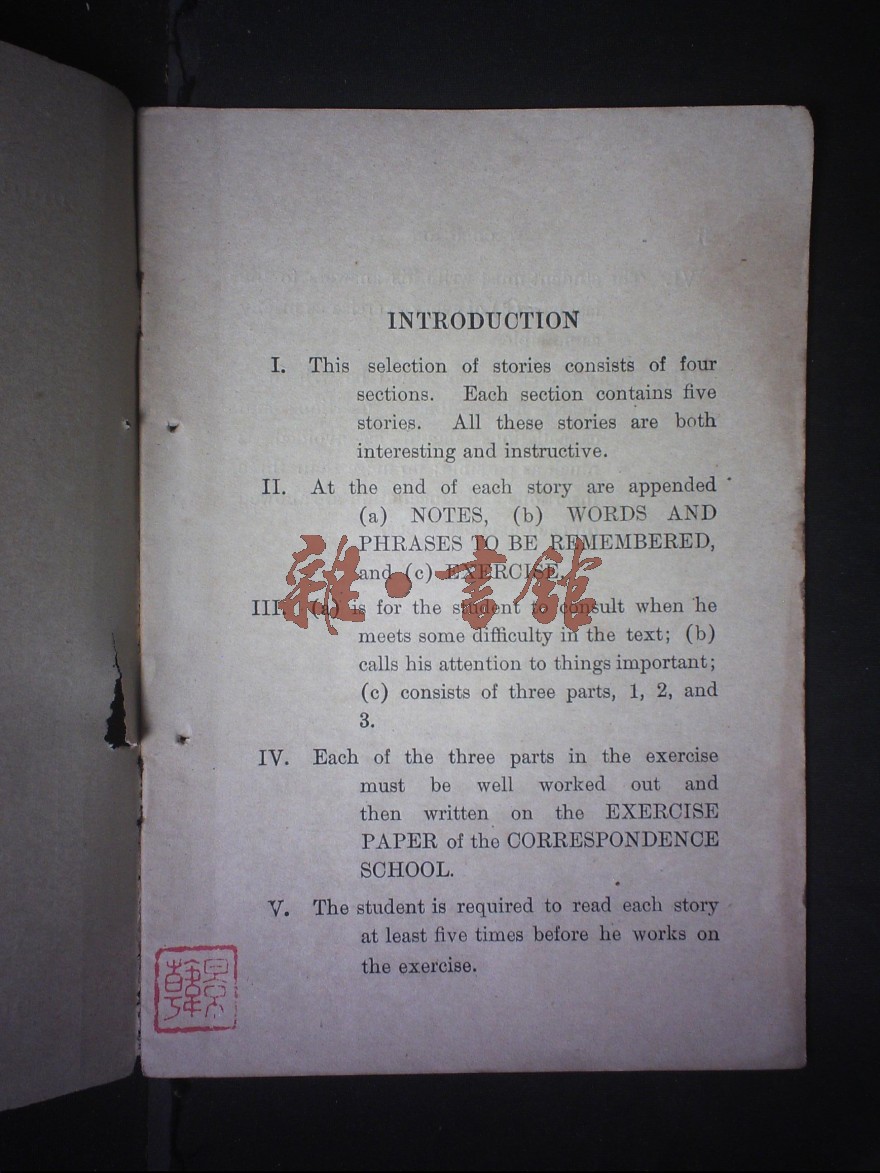 INTRODUCTION
I. This selection of stories consists of four
sections. Each section contains five
stories. All these stories are both
interesting and instructive.
II. At the end of each story are appended
(a) NOTES, (b) WORDS AND
PHRASES TO BE REMEMBERED,
and (c) EXERCISE.
III. (a) is for the student to consult when he
meets some difficulty in the text; (b)
calls his attention to things important;
(c) consists of three parts, 1, 2, and
3.
IV. Each of the three parts in the exercise
must be well worked out and
then written on the EXERCISE
PAPER of the CORRESPONDENCE
SCHOOL.
V. The student is required to read each story
at least five times before he works on
the exercise.
雜·書館